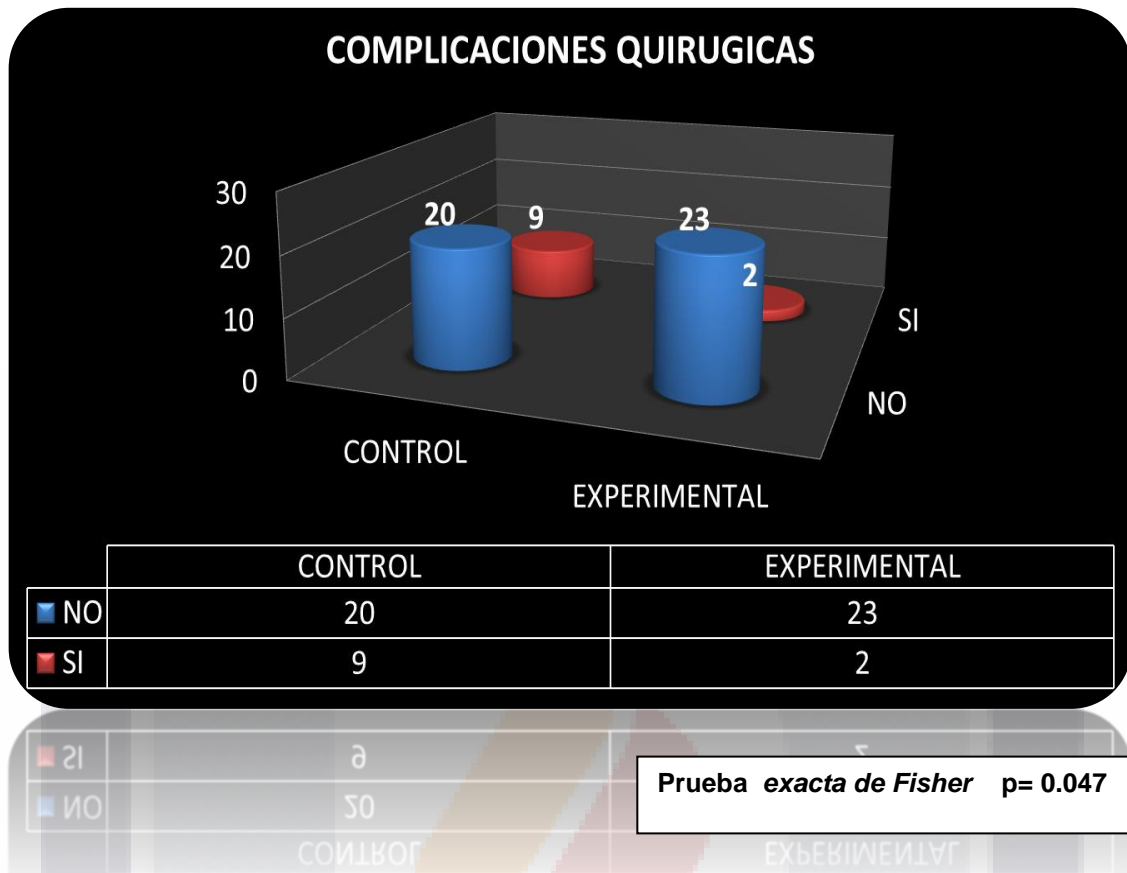 COMPLICACIONES QUIRUGICAS
30
20
10
0
20
9
23
2
SI
NO
CONTROL
EXPERIMENTAL
CONTROL EXPERIMENTAL
NO 20 23
SI 9 2
Prueba exacta de Fisher p= 0.047